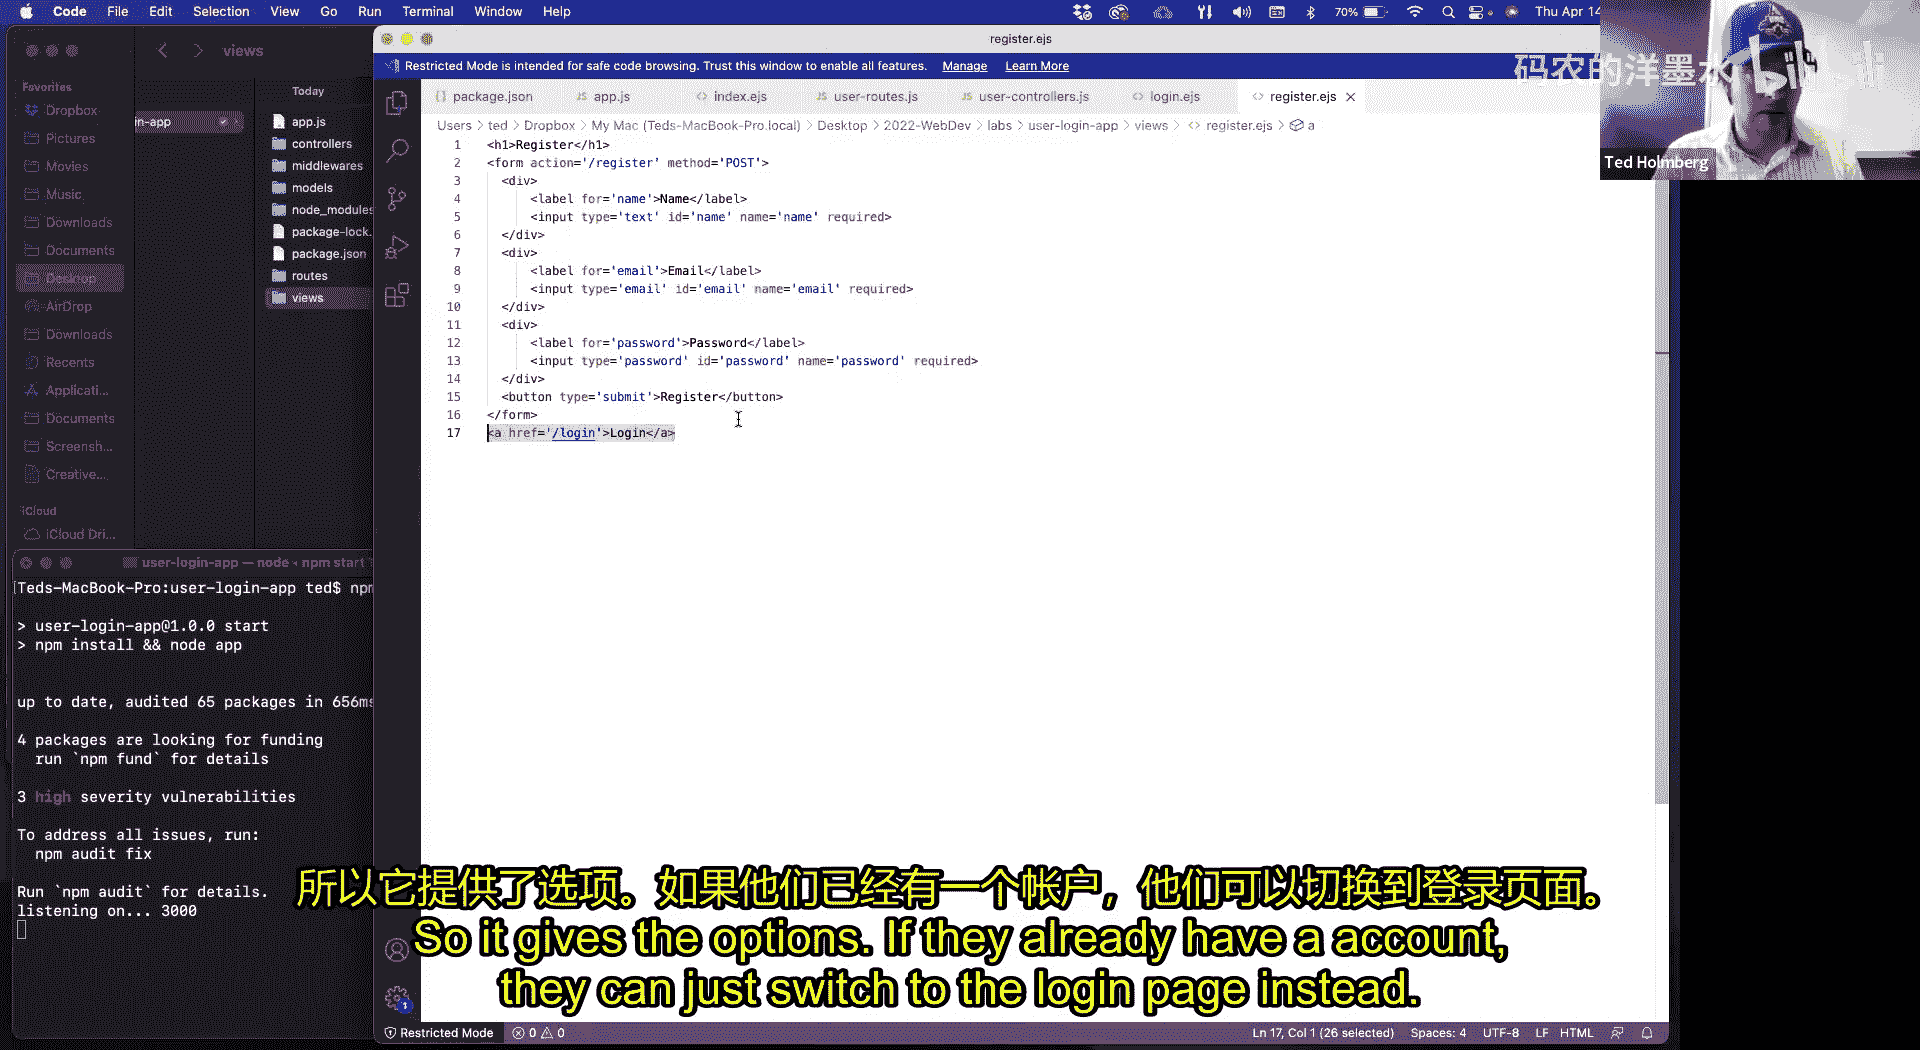 Code File Edit Selection View Go Run Terminal Window Help 70% Thu Apr 14
views
register.ejs
Restricted Mode is intended for safe code browsing. Trust this window to enable all features. Manage Learn More
码农的洋墨水 bilibili
Ted Holmberg
Favorites
Dropbox
Pictures
Movies
Music
Downloads
Documents
Desktop
AirDrop
Downloads
Recents
Applicati...
Documents
Screensh...
Creative...
iCloud
iCloud Dri...
in-app
Today
app.js
controllers
middlewares
models
node_modules
package-lock.
package.json
routes
views
package.json app.js index.ejs user-routes.js user-controllers.js login.ejs register.ejs
Users > ted > Dropbox > My Mac (Teds-MacBook-Pro.local) > Desktop > 2022-WebDev > labs > user-login-app > views > register.ejs > a
1 <h1>Register</h1>
2 <form action='/register' method='POST'>
3 <div>
4 <label for='name'>Name</label>
5 <input type='text' id='name' name='name' required>
6 </div>
7 <div>
8 <label for='email'>Email</label>
9 <input type='email' id='email' name='email' required>
10 </div>
11 <div>
12 <label for='password'>Password</label>
13 <input type='password' id='password' name='password' required>
14 </div>
15 <button type='submit'>Register</button>
16 </form>
17 <a href='/login'>Login</a>
user-login-app — node ◂ npm start
Teds-MacBook-Pro:user-login-app ted$ npm
> user-login-app@1.0.0 start
> npm install && node app
up to date, audited 65 packages in 656ms
4 packages are looking for funding
run `npm fund` for details
3 high severity vulnerabilities
To address all issues, run:
npm audit fix
Run `npm audit` for details.
listening on... 3000
所以它提供了选项。如果他们已经有一个帐户，他们可以切换到登录页面。
So it gives the options. If they already have a account,
they can just switch to the login page instead.
1
Restricted Mode 0 0 Ln 17, Col 1 (26 selected) Spaces: 4 UTF-8 LF HTML